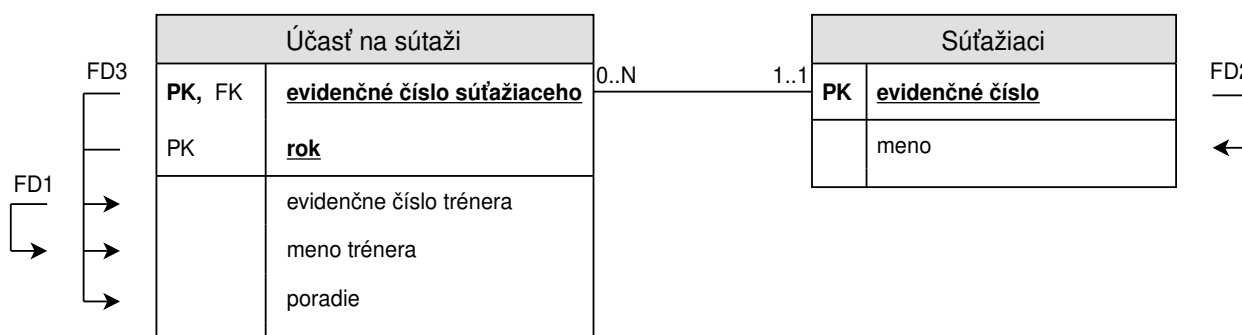 Účasť na sútaži
Súťažiaci
FD3
PK, FK evidenčné číslo súťažiaceho
0..N
1..1
PK evidenčné číslo
PK rok
meno
FD1
evidenčne číslo trénera
meno trénera
poradie